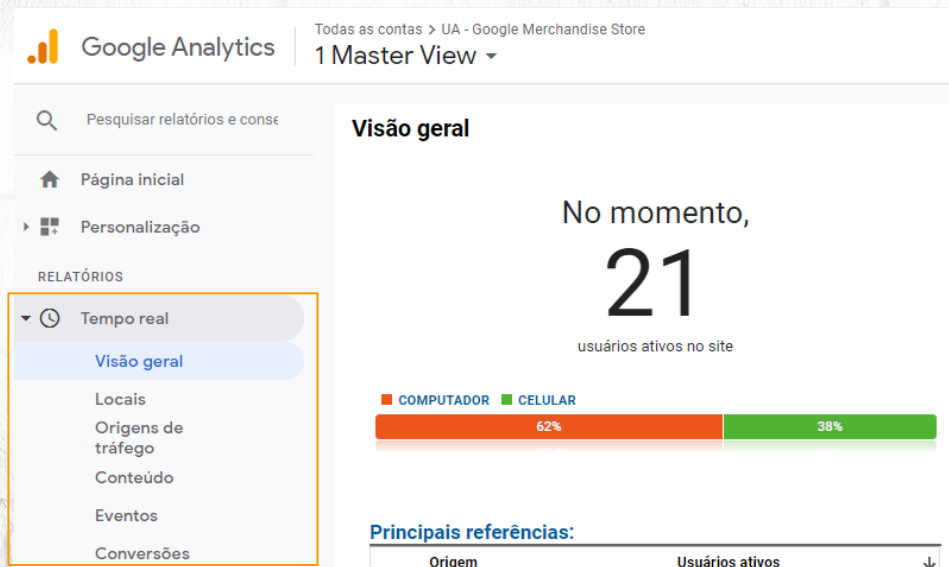 Google Analytics
Todas as contas > UA - Google Merchandise Store
1 Master View
Pesquisar relatórios e conse
Página inicial
Personalização
RELATÓRIOS
Tempo real
Visão geral
Locais
Origens de
tráfego
Conteúdo
Eventos
Conversões
Visão geral
No momento,
21
usuários ativos no site
COMPUTADOR CELULAR
62% 38%
Principais referências:
Origem Usuários ativos